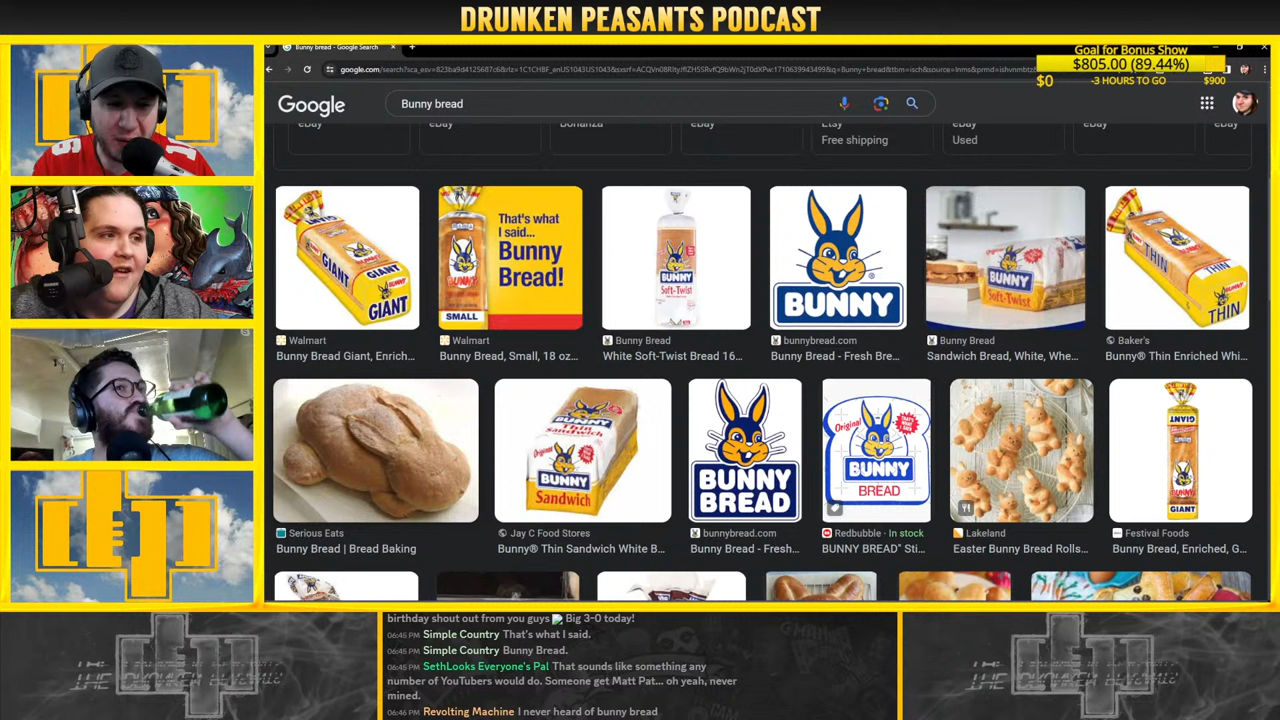 DRUNKEN PEASANTS PODCAST
Bunny bread - Google Search
Goal for Bonus Show
$805.00 (89.44%)
$0
-3 HOURS TO GO
$900
Google
Bunny bread
eBay
eBay
Bonanza
eBay
Etsy
eBay
eBay
eBay
Free shipping
Used
GIANT
GIANT
GIANT
That's what
I said...
Bunny
Bread!
BUNNY
SMALL
BUNNY
Soft-Twist
BUNNY
BUNNY
Soft-Twist
THIN
THIN
THIN
Walmart
Bunny Bread Giant, Enrich...
Walmart
Bunny Bread, Small, 18 oz...
Bunny Bread
White Soft-Twist Bread 16...
bunnybread.com
Bunny Bread - Fresh Bre...
Bunny Bread
Sandwich Bread, White, Whe...
Baker's
Bunny® Thin Enriched Whi...
Thin
Sandwich
Original
BUNNY
Sandwich
BUNNY
BREAD
Original
BUNNY
BREAD
GIANT
BUNNY
GIANT
Serious Eats
Bunny Bread | Bread Baking
Jay C Food Stores
Bunny® Thin Sandwich White B...
bunnybread.com
Bunny Bread - Fresh...
Redbubble · In stock
BUNNY BREAD" Sti...
Lakeland
Easter Bunny Bread Rolls...
Festival Foods
Bunny Bread, Enriched, G...
birthday shout out from you guys Big 3-0 today!
06:45 PM Simple Country That's what I said.
06:45 PM Simple Country Bunny Bread.
06:45 PM SethLooks Everyone's Pal That sounds like something any
number of YouTubers would do. Someone get Matt Pat... oh yeah, never
mined.
06:46 PM Revolting Machine I never heard of bunny bread